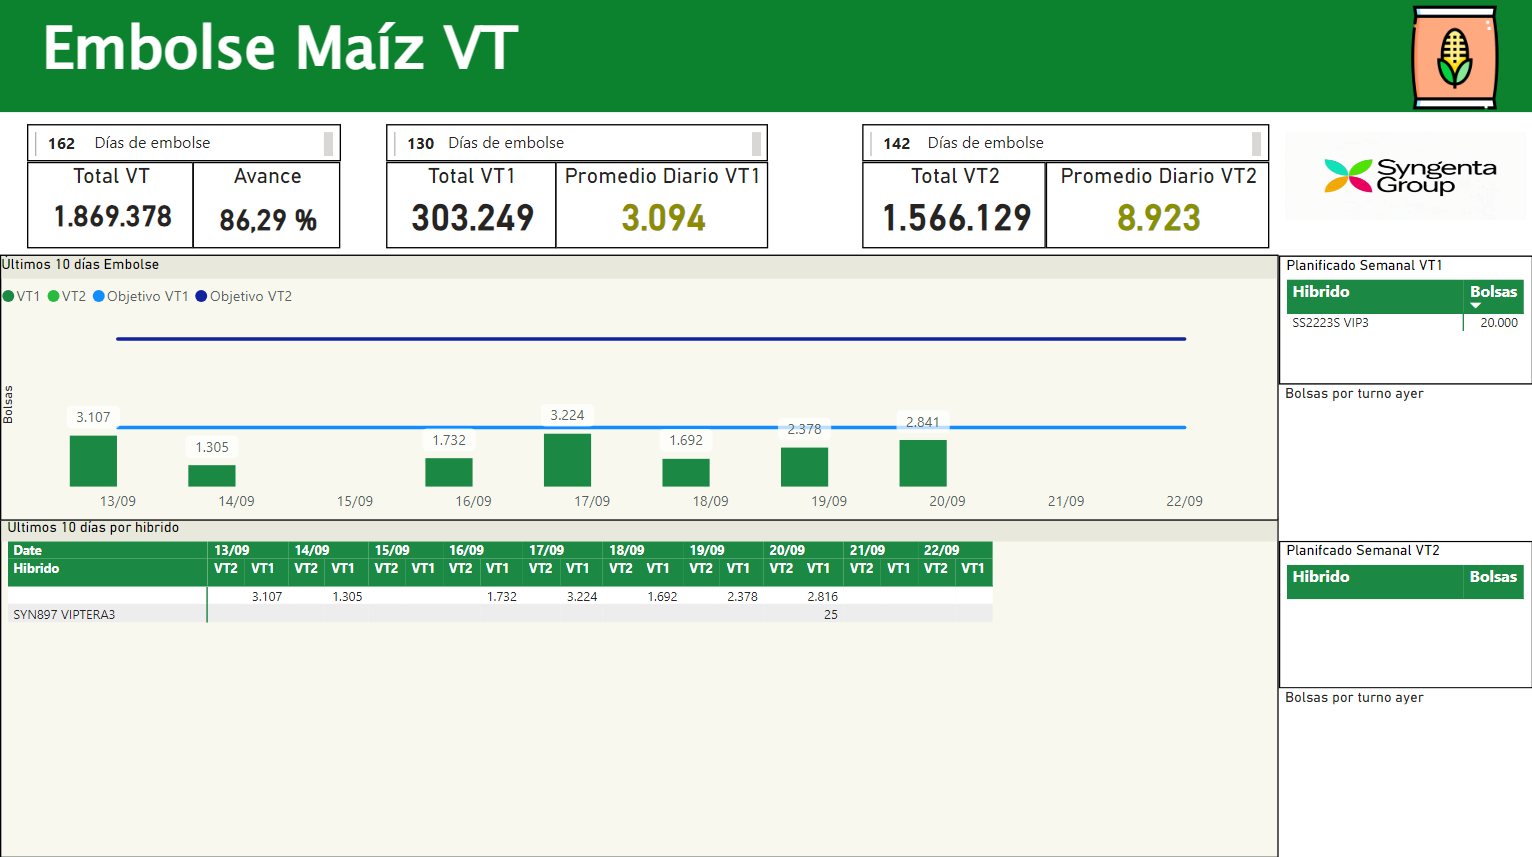 Embolse Maíz VT
162 Días de embolse
130 Días de embolse
142 Días de embolse
Total VT Avance
Total VT1 Promedio Diario VT1
Total VT2 Promedio Diario VT2
1.869.378 86,29 %
303.249 3.094
1.566.129 8.923
Syngenta
Group
Últimos 10 días Embolse
VT1 VT2 Objetivo VT1 Objetivo VT2
Bolsas
3.107 1.305 1.732 3.224 1.692 2.378 2.841
13/09 14/09 15/09 16/09 17/09 18/09 19/09 20/09 21/09 22/09
Planificado Semanal VT1
Hibrido Bolsas
SS2223S VIP3 20.000
Bolsas por turno ayer
Ultimos 10 días por hibrido
Date 13/09 14/09 15/09 16/09 17/09 18/09 19/09 20/09 21/09 22/09
Hibrido VT2 VT1 VT2 VT1 VT2 VT1 VT2 VT1 VT2 VT1 VT2 VT1 VT2 VT1 VT2 VT1 VT2 VT1 VT2 VT1
3.107 1.305 1.732 3.224 1.692 2.378 2.816
SYN897 VIPTERA3 25
Planifcado Semanal VT2
Hibrido Bolsas
Bolsas por turno ayer